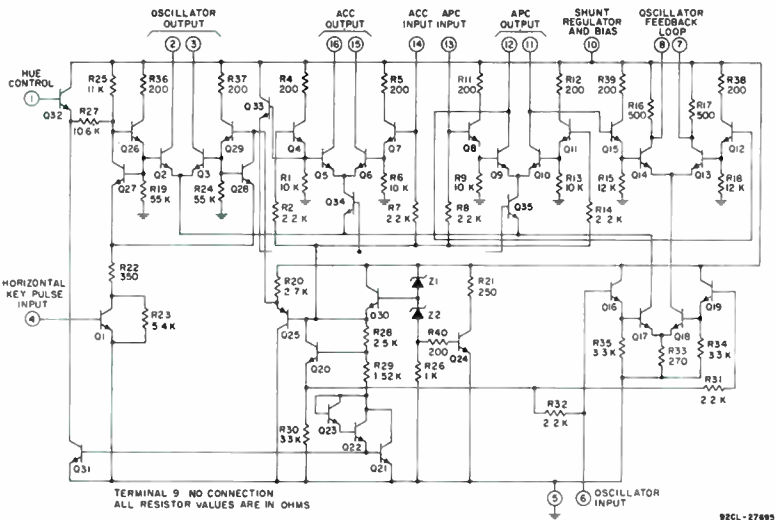 OSCILLATOR OUTPUT
ACC OUTPUT
ACC INPUT
APC INPUT
APC OUTPUT
SHUNT REGULATOR AND BIAS
OSCILLATOR FEEDBACK LOOP
2 3 16 15 14 13 12 11 10 8 7
HUE CONTROL
1
R25
11 K
R36
200
R37
200
Q33
R4
200
R5
200
R11
200
R12
200
R39
200
R38
200
R16
500
R17
500
Q32
R27
10.6 K
Q26
Q29
Q4
Q7
Q8
Q11
Q15
Q12
Q27
Q2
Q3
Q28
Q5
Q6
Q9
Q10
Q14
Q13
R19
55 K
R24
55 K
R1
10 K
R6
10 K
R9
10 K
R13
10 K
R15
12 K
R18
12 K
Q34
Q35
R2
2.2 K
R7
2.2 K
R8
2.2 K
R14
2.2 K
R22
350
HORIZONTAL
KEY PULSE
INPUT
4
Q1
R23
5.4 K
R20
2.7 K
Q25
Q30
Z1
Z2
R21
250
R28
2.5 K
R40
200
Q24
Q16
Q19
Q17
Q18
Q20
R29
1.52 K
R26
1 K
R35
3.3 K
R33
270
R34
3.3 K
R31
2.2 K
R30
3.3 K
Q23
Q22
R32
2.2 K
Q31
Q21
TERMINAL 9 NO CONNECTION
ALL RESISTOR VALUES ARE IN OHMS
5
6
OSCILLATOR
INPUT
92CL-27695